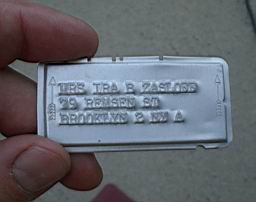 MRS IRA B ZASLOFF
79 REMSEN ST
BROOKLYN 2 NY A